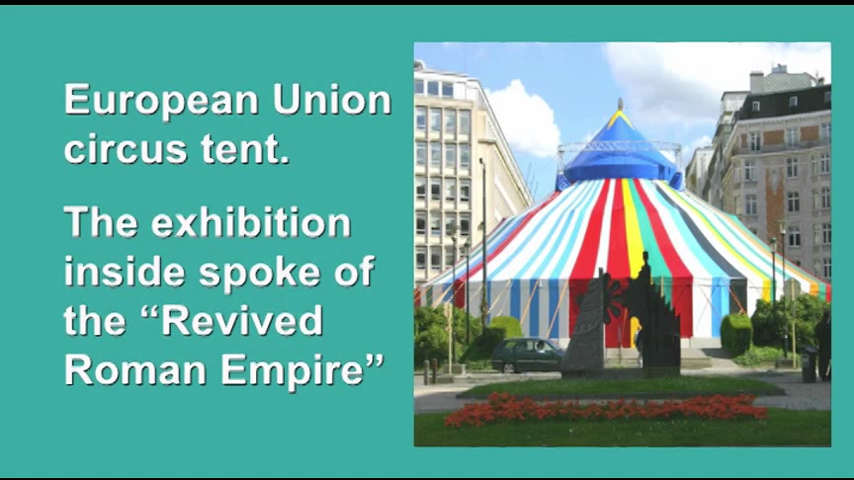 European Union
circus tent.
The exhibition
inside spoke of
the “Revived
Roman Empire”